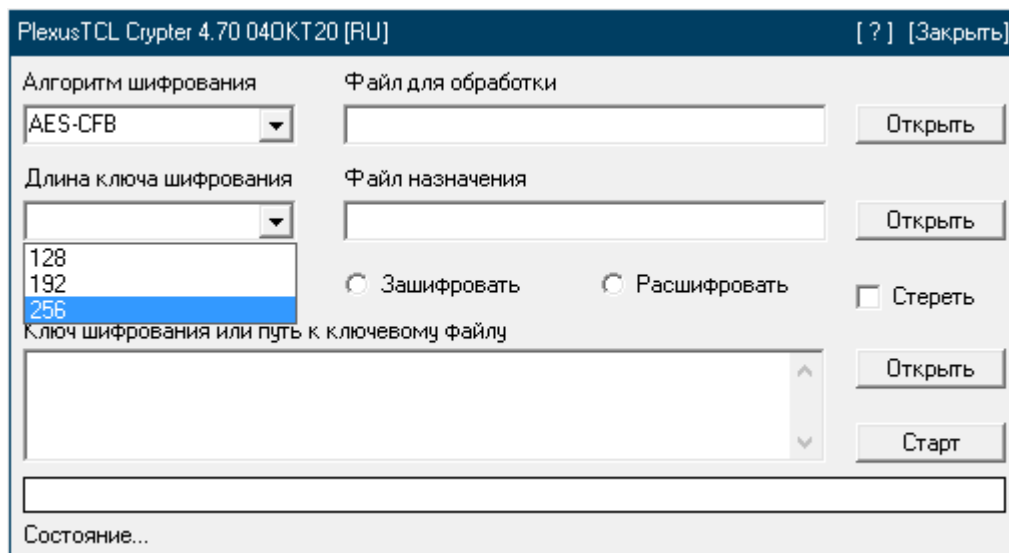 PlexusTCL Crypter 4.70 04OKT20 [RU] [ ? ] [Закрыть]
Алгоритм шифрования Файл для обработки
AES-CFB Открыть
Длина ключа шифрования Файл назначения
Открыть
128
192 Зашифровать Расшифровать Стереть
256
Ключ шифрования или путь к ключевому файлу
Открыть
Старт
Состояние...